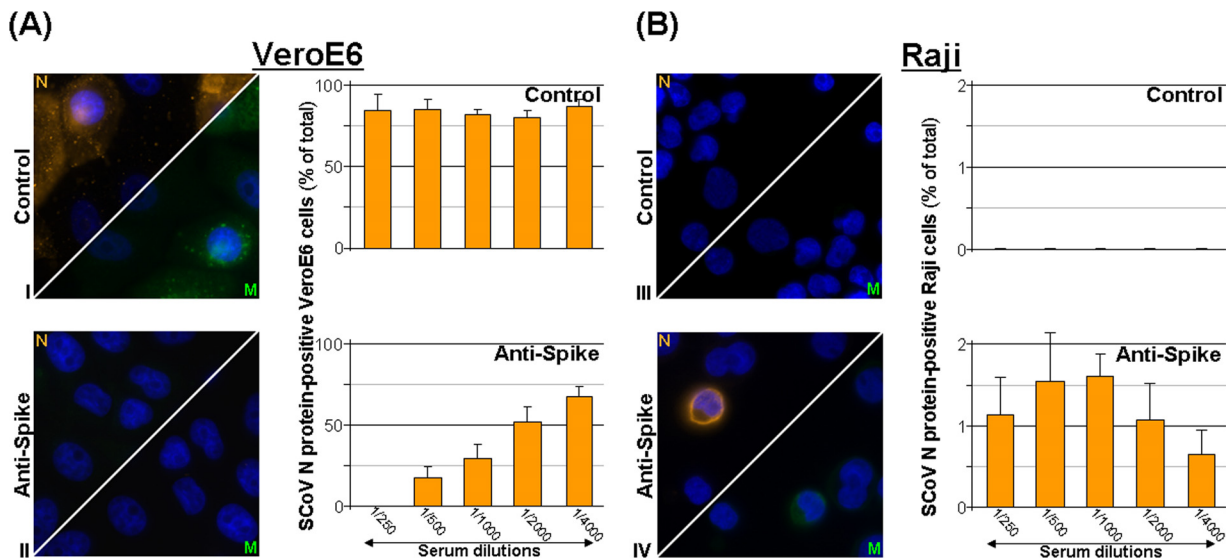 (A)
VeroE6
N
Control
I
M
SCoV N protein-positive VeroE6 cells (% of total)
100
50
0
Control
N
Anti-Spike
II
M
100
50
0
Anti-Spike
1/250
1/500
1/1000
1/2000
1/4000
Serum dilutions
(B)
Raji
N
Control
III
M
SCoV N protein-positive Raji cells (% of total)
2
1
0
Control
N
Anti-Spike
IV
M
2
1
0
Anti-Spike
1/250
1/500
1/1000
1/2000
1/4000
Serum dilutions